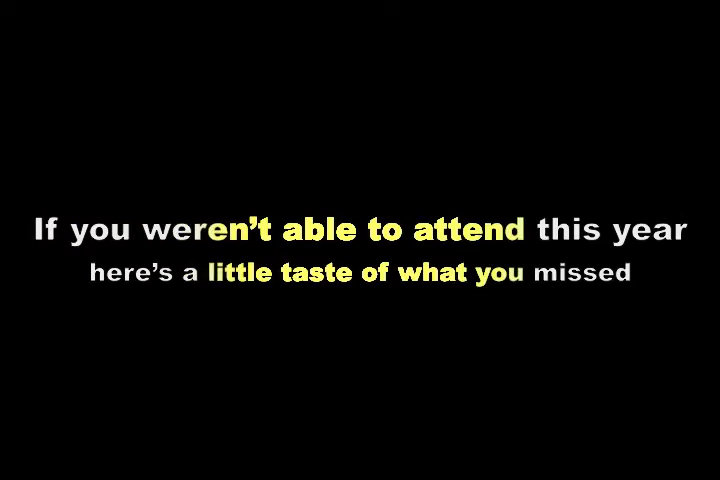 If you weren’t able to attend this year
here’s a little taste of what you missed